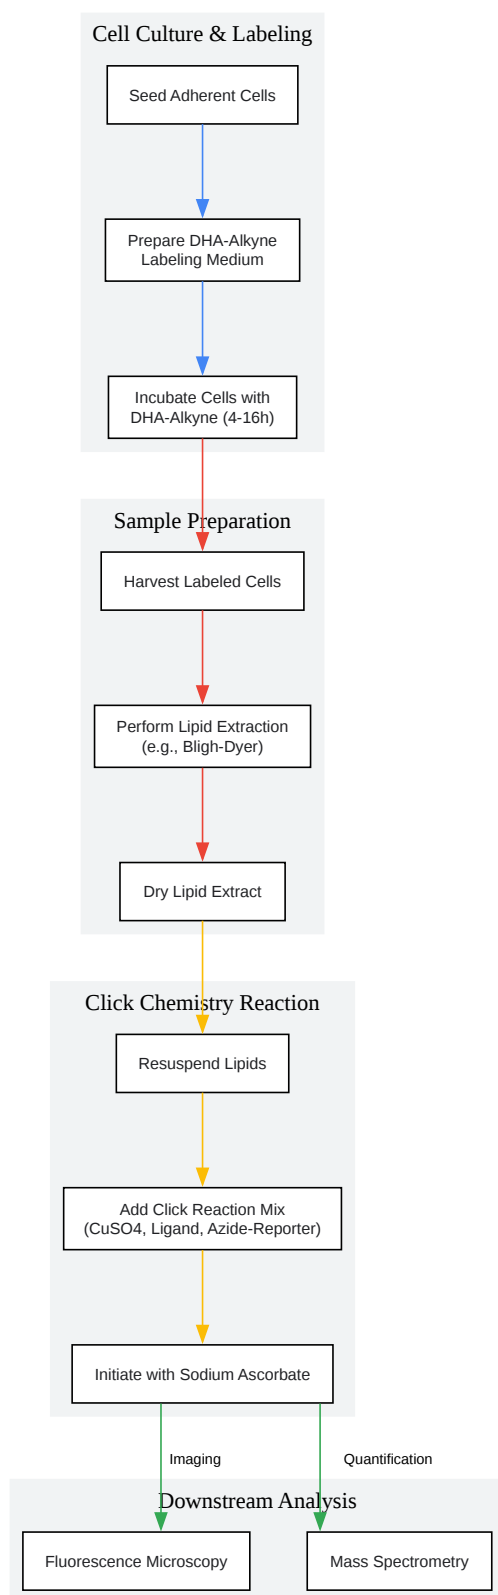 Cell Culture & Labeling
Seed Adherent Cells
Prepare DHA-Alkyne
Labeling Medium
Incubate Cells with
DHA-Alkyne (4-16h)
Sample Preparation
Harvest Labeled Cells
Perform Lipid Extraction
(e.g., Bligh-Dyer)
Dry Lipid Extract
Click Chemistry Reaction
Resuspend Lipids
Add Click Reaction Mix
(CuSO4, Ligand, Azide-Reporter)
Initiate with Sodium Ascorbate
Imaging
Quantification
Downstream Analysis
Fluorescence Microscopy
Mass Spectrometry